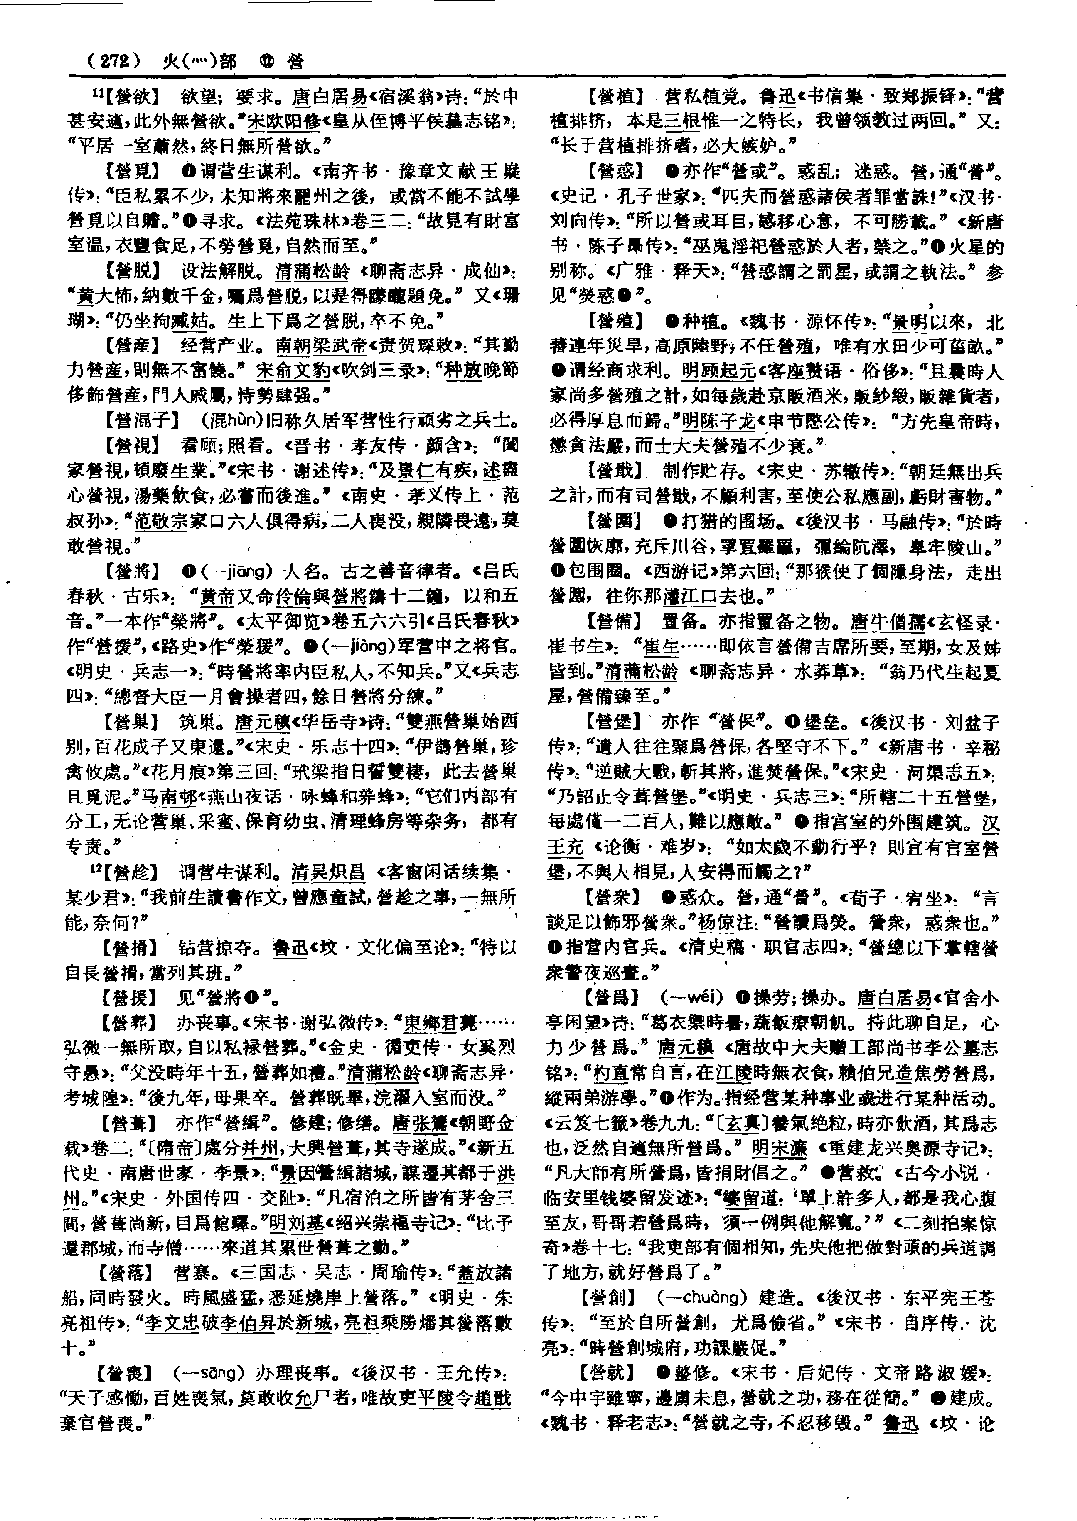 （272） 火(灬)部 ⑫ 營
11【營欲】 欲望；要求。唐白居易《宿溪翁》诗：“於中
甚安適，此外無營欲。”宋欧阳修《皇从侄博平侯墓志铭》：
“平居一室蕭然，終日無所營欲。”
【營覓】 ❶谓营生谋利。《南齐书·豫章文献王嶷
传》：“臣私累不少，未知將來罷州之後，或當不能不試學
營覓以自贍。”❷寻求。《法苑珠林》卷三二：“故見有財富
室温，衣豐食足，不勞營覓，自然而至。”
【營脱】 设法解脱。清蒲松龄《聊斋志异·成仙》：
“黄大怖，納數千金，囑爲營脱，以是得朦朧題免。”又《珊
瑚》：“仍坐拘臧姑。生上下爲之營脱，卒不免。”
【營産】 经营产业。南朝梁武帝《责贺琛敕》：“其勤
力營産，則無不富饒。”宋俞文豹《吹剑三录》：“种放晚節
侈飾營産，門人戚屬，恃勢肆强。”
【營混子】 (混hùn)旧称久居军营性行顽劣之兵士。
【營視】 看顾；照看。《晋书·孝友传·颜含》：“闔
家營視，頓廢生業。”《宋书·谢述传》：“及景仁有疾，述盡
心營視，湯藥飲食，必嘗而後進。”《南史·孝义传上·范
叔孙》：“范敬宗家口六人俱得病，二人喪没，親隣畏遠，莫
敢營視。”
【營將】 ❶(—jiāng) 人名。古之善音律者。《吕氏
春秋·古乐》：“黄帝又命伶倫與營將鑄十二鐘，以和五
音。”一本作“榮將”。《太平御览》卷五六六引《吕氏春秋》
作“營援”，《路史》作“榮猨”。❷(—jiàng)军营中之将官。
《明史·兵志一》：“時營將率内臣私人，不知兵。”又《兵志
四》：“總督大臣一月會操者四，餘日營將分練。”
【營巢】 筑巢。唐元稹《华岳寺》诗：“雙燕營巢始西
别，百花成子又東還。”《宋史·乐志十四》：“伊鵲營巢，珍
禽攸處。”《花月痕》第三回：“玳梁指日誓雙棲，此去營巢
且覓泥。”马南邨《燕山夜话·咏蜂和养蜂》：“它们内部有
分工，无论营巢、采蜜、保育幼虫、清理蜂房等杂务，都有
专责。”
12【營趁】 谓营生谋利。清吴炽昌《客窗闲话续集·
某少君》：“我前生讀書作文，曾應童試，營趁之事，一無所
能，奈何？”
【營揹】 钻营掠夺。鲁迅《坟·文化偏至论》：“特以
自長營揹，當列其班。”
【營援】 见“營將❶”。
【營葬】 办丧事。《宋书·谢弘微传》：“東鄉君薨……
弘微一無所取，自以私禄營葬。”《金史·循吏传·女奚烈
守愚》：“父没時年十五，營葬如禮。”清蒲松龄《聊斋志异·
考城隍》：“後九年，母果卒。營葬既畢，浣濯入室而没。”
【營葺】 亦作“營緝”。修建；修缮。唐张鷟《朝野佥
载》卷二：“〔隋帝〕處分并州，大興營葺，其寺遂成。”《新五
代史·南唐世家·李景》：“景因營緝諸城，謀遷其都于洪
州。”《宋史·外国传四·交阯》：“凡宿泊之所皆有茅舍三
間，營葺尚新，目爲館驛。”明刘基《绍兴崇福寺记》：“比予
還郡城，而寺僧……來道其累世營葺之勤。”
【營落】 營寨。《三国志·吴志·周瑜传》：“蓋放諸
船，同時發火。時風盛猛，悉延燒岸上營落。”《明史·朱
亮祖传》：“李文忠破李伯昇於新城，亮祖乘勝燔其營落數
十。”
【營喪】 (—sāng) 办理丧事。《後汉书·王允传》：
“天子感慟，百姓喪氣，莫敢收允尸者，唯故吏平陵令趙戬
棄官營喪。”
【營植】 营私植党。鲁迅《书信集·致郑振铎》：“营
植排挤，本是三根惟一之特长，我曾领教过两回。”又：
“长于营植排挤者，必大嫉妒。”
【營惑】 ❶亦作“營或”。惑乱；迷惑。營，通“瞢”。
《史记·孔子世家》：“匹夫而營惑諸侯者罪當誅！”《汉书·
刘向传》：“所以營或耳目，感移心意，不可勝載。”《新唐
书·陈子昂传》：“巫鬼淫祀營惑於人者，禁之。”❷火星的
别称。《广雅·释天》：“營惑謂之罰星，或謂之執法。”参
见“熒惑❶”。
【營殖】 ❶种植。《魏书·源怀传》：“景明以來，北
蕃連年災旱，高原陸野，不任營殖，唯有水田少可菑畝。”
❷谓经商求利。明顾起元《客座赘语·俗侈》：“且曩時人
家尚多營殖之計，如每歲赴京販酒米，販紗緞，販雜貨者，
必得厚息而歸。”明陈子龙《申节愍公传》：“方先皇帝時，
懲貪法嚴，而士大夫營殖不少衰。”
【營戢】 制作贮存。《宋史·苏辙传》：“朝廷無出兵
之計，而有司營戢，不顧利害，至使公私應副，虧財害物。”
【營圍】 ❶打猎的围场。《後汉书·马融传》：“於時
營圍恢廓，充斥川谷，罦罝羅羉，彌綸阬澤，皋牢陵山。”
❷包围圈。《西游记》第六回：“那猴使了個隱身法，走出
營圍，往你那灌江口去也。”
【營備】 置备。亦指置备之物。唐牛僧孺《玄怪录·
崔书生》：“崔生……即依言營備吉席所要，至期，女及姊
皆到。”清蒲松龄《聊斋志异·水莽草》：“翁乃代生起夏
屋，營備臻至。”
【營堡】 亦作“營保”。❶堡垒。《後汉书·刘盆子
传》：“遺人往往聚爲營保，各堅守不下。”《新唐书·辛秘
传》：“逆賊大戰，斬其將，進焚營保。”《宋史·河渠志五》：
“乃詔止令葺營堡。”《明史·兵志三》：“所轄二十五營堡，
每處僅一二百人，難以應敵。”❷指宫室的外围建筑。汉
王充《论衡·难岁》：“如太歲不動行乎？則宜有宫室營
堡，不與人相見，人安得而觸之？”
【營衆】 ❶惑众。營，通“瞢”。《荀子·宥坐》：“言
談足以飾邪營衆。”杨倞注：“營讀爲熒。營衆，惑衆也。”
❷指营内官兵。《清史稿·职官志四》：“營總以下掌轄營
衆警夜巡查。”
【營爲】 (—wéi) ❶操劳；操办。唐白居易《官舍小
亭闲望》诗：“葛衣禦時暑，蔬飯療朝飢。持此聊自足，心
力少營爲。”唐元稹《唐故中大夫赠工部尚书李公墓志
铭》：“杓直常自言，在江陵時無衣食，賴伯兄造焦勞營爲，
縱兩弟游學。”❷作为。指经营某种事业或进行某种活动。
《云笈七籤》卷九九：“〔玄真〕養氣絶粒，時亦飲酒，其爲志
也，泛然自適無所營爲。”明宋濂《重建龙兴奥源寺记》：
“凡大師有所營爲，皆捐財倡之。”❸营救。《古今小说·
临安里钱婆留发迹》：“婆留道：‘單上許多人，都是我心腹
至友，哥哥若營爲時，須一例與他解寬。’”《二刻拍案惊
奇》卷十七：“我吏部有個相知，先央他把做對頭的兵道調
了地方，就好營爲了。”
【營創】 (—chuàng) 建造。《後汉书·东平宪王苍
传》：“至於自所營創，尤爲儉省。”《宋书·自序传·沈
亮》：“時營創城府，功課嚴促。”
【營就】 ❶整修。《宋书·后妃传·文帝路淑媛》：
“今中宇雖寧，邊虜未息，營就之功，務在從簡。”❷建成。
《魏书·释老志》：“營就之寺，不忍移毁。”鲁迅《坟·论